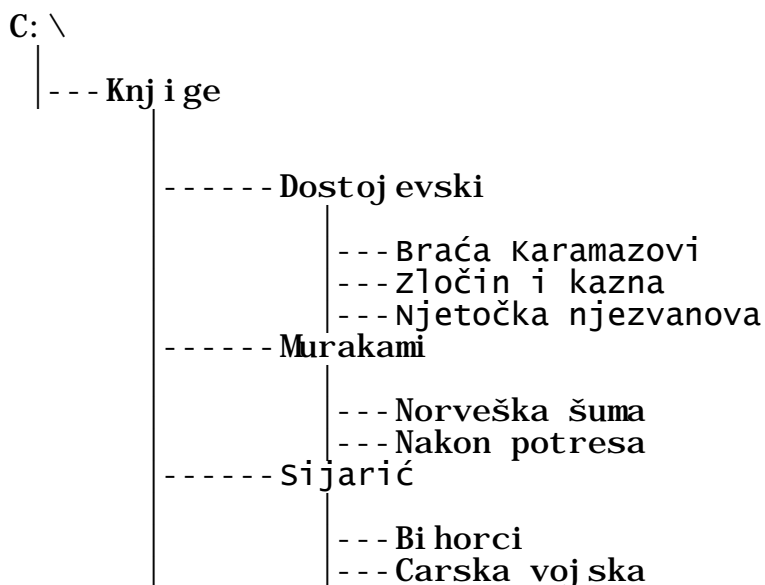 C:\
---Knjige
------Dostojevski
---Braća Karamazovi
---Zločin i kazna
---Njetočka njezvanova
------Murakami
---Norveška šuma
---Nakon potresa
------Sijarić
---Bihorci
---Carska vojska